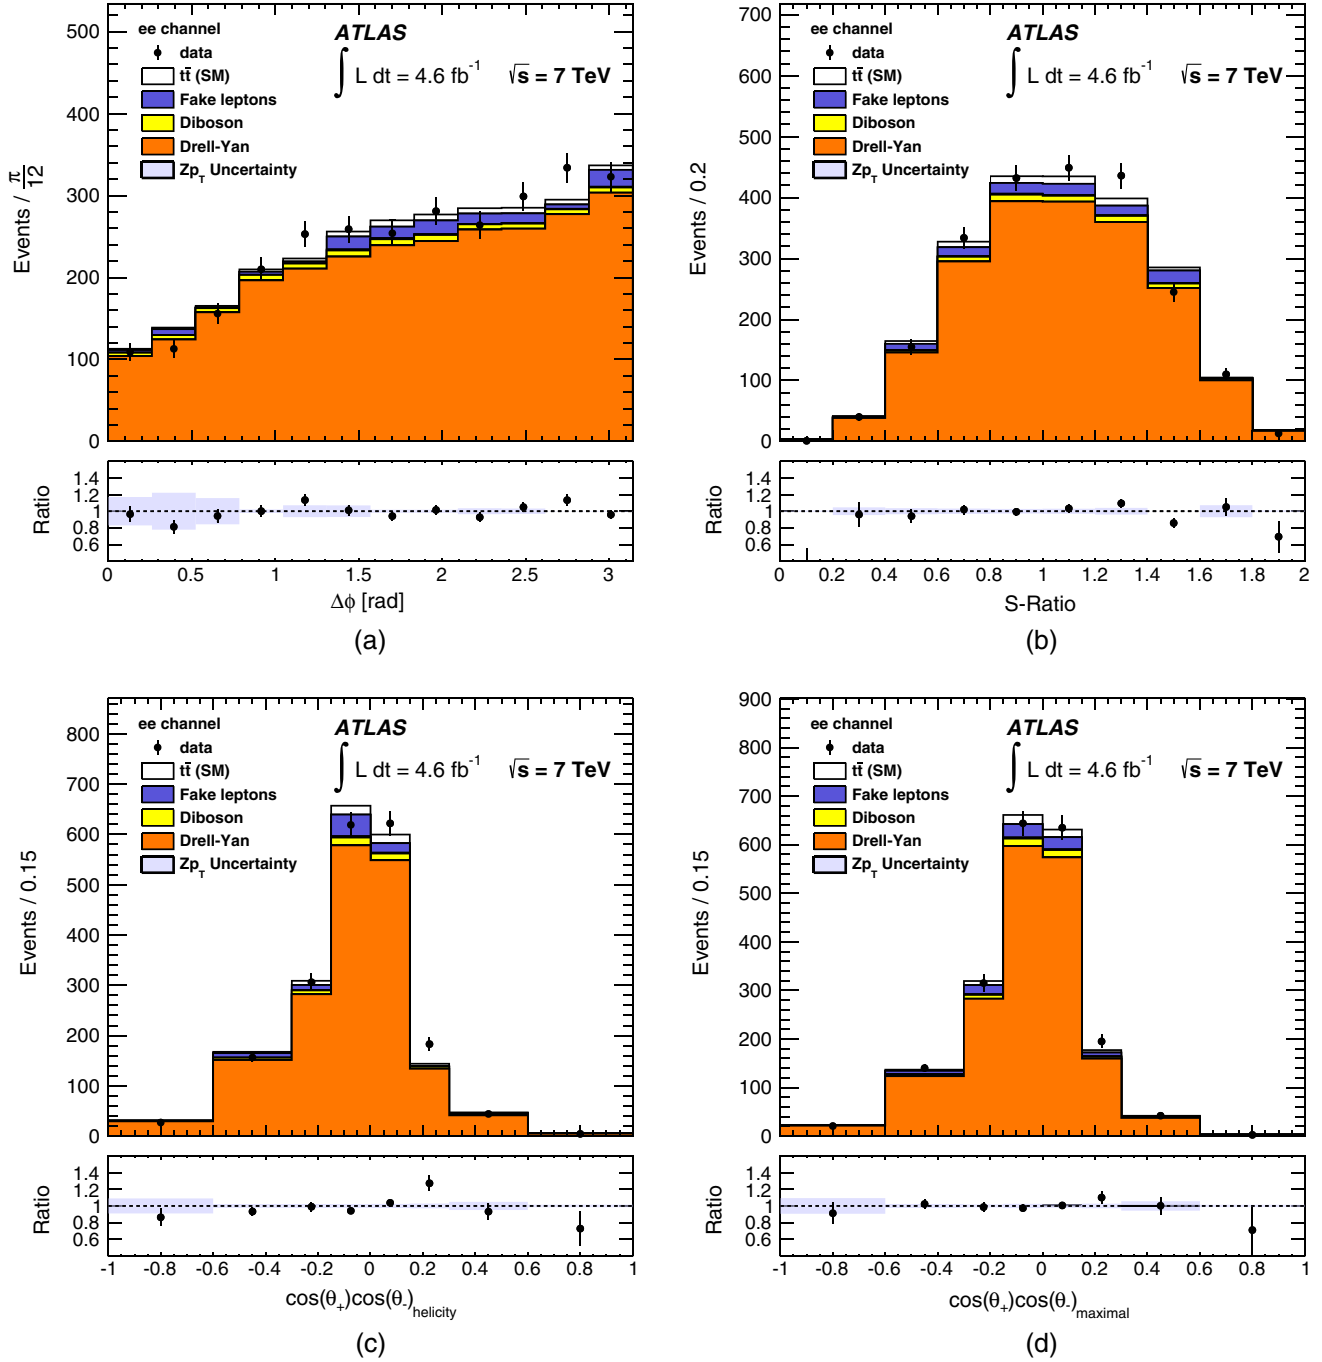 ee channel
data
tt̄ (SM)
Fake leptons
Diboson
Drell-Yan
Zp_T Uncertainty
ATLAS
∫ L dt = 4.6 fb⁻¹ √s = 7 TeV
Events / π/12
500
400
300
200
100
0
Ratio
1.4
1.2
1
0.8
0.6
0 0.5 1 1.5 2 2.5 3
Δϕ [rad]
(a)
ee channel
data
tt̄ (SM)
Fake leptons
Diboson
Drell-Yan
Zp_T Uncertainty
ATLAS
∫ L dt = 4.6 fb⁻¹ √s = 7 TeV
Events / 0.2
700
600
500
400
300
200
100
0
Ratio
1.4
1.2
1
0.8
0.6
0 0.2 0.4 0.6 0.8 1 1.2 1.4 1.6 1.8 2
S-Ratio
(b)
ee channel
data
tt̄ (SM)
Fake leptons
Diboson
Drell-Yan
Zp_T Uncertainty
ATLAS
∫ L dt = 4.6 fb⁻¹ √s = 7 TeV
Events / 0.15
800
700
600
500
400
300
200
100
0
Ratio
1.4
1.2
1
0.8
0.6
-1 -0.8 -0.6 -0.4 -0.2 0 0.2 0.4 0.6 0.8 1
cos(θ₊)cos(θ₋)helicity
(c)
ee channel
data
tt̄ (SM)
Fake leptons
Diboson
Drell-Yan
Zp_T Uncertainty
ATLAS
∫ L dt = 4.6 fb⁻¹ √s = 7 TeV
Events / 0.15
900
800
700
600
500
400
300
200
100
0
Ratio
1.4
1.2
1
0.8
0.6
-1 -0.8 -0.6 -0.4 -0.2 0 0.2 0.4 0.6 0.8 1
cos(θ₊)cos(θ₋)maximal
(d)